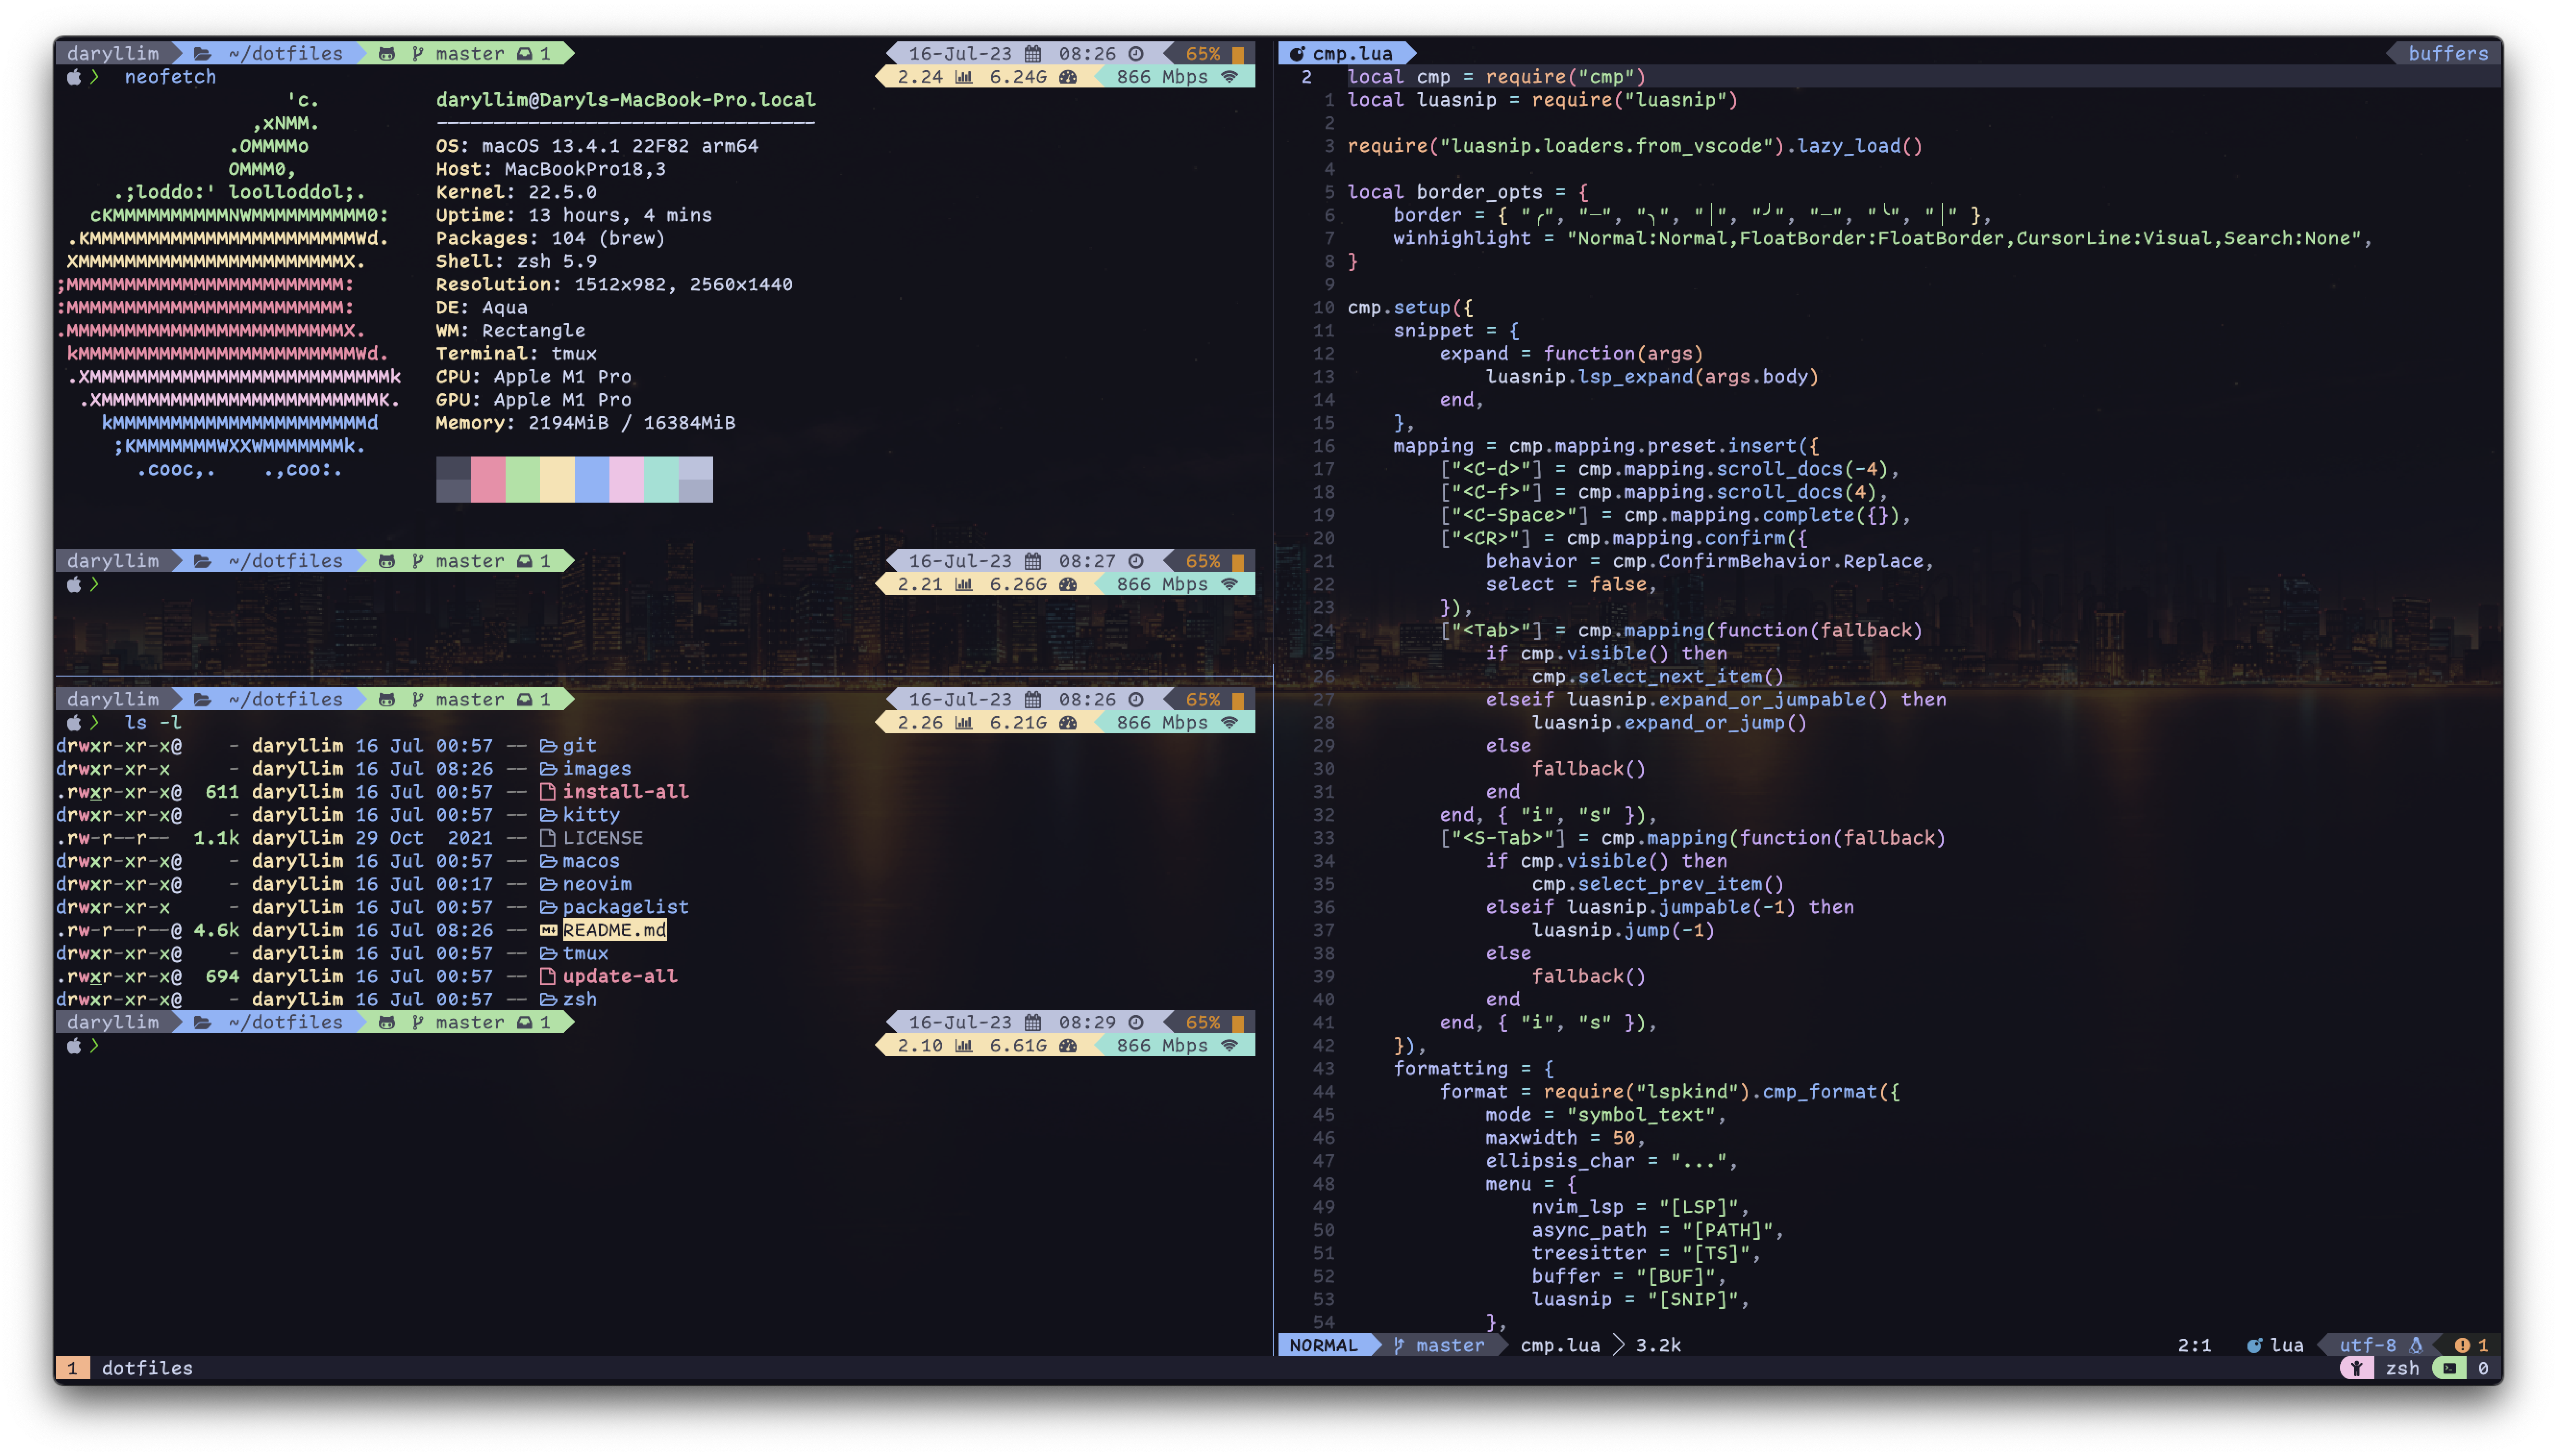 daryllim ~/dotfiles master 1 16-Jul-23 08:26 65%
❯ neofetch 2.24 6.24G 866 Mbps
'c.
,xNMM.
.OMMMMo
OMMM0,
.;loddo:' loolloddol;.
cKMMMMMMMMMMNWMMMMMMMMMM0:
.KMMMMMMMMMMMMMMMMMMMMMMMWd.
XMMMMMMMMMMMMMMMMMMMMMMMX.
;MMMMMMMMMMMMMMMMMMMMMMMM:
:MMMMMMMMMMMMMMMMMMMMMMMM:
.MMMMMMMMMMMMMMMMMMMMMMMMX.
kMMMMMMMMMMMMMMMMMMMMMMMMWd.
.XMMMMMMMMMMMMMMMMMMMMMMMMMMk
.XMMMMMMMMMMMMMMMMMMMMMMMMK.
kMMMMMMMMMMMMMMMMMMMMMMd
;KMMMMMMMWXXWMMMMMMMk.
.cooc,. .,coo:.
daryllim@Daryls-MacBook-Pro.local
---------------------------------
OS: macOS 13.4.1 22F82 arm64
Host: MacBookPro18,3
Kernel: 22.5.0
Uptime: 13 hours, 4 mins
Packages: 104 (brew)
Shell: zsh 5.9
Resolution: 1512x982, 2560x1440
DE: Aqua
WM: Rectangle
Terminal: tmux
CPU: Apple M1 Pro
GPU: Apple M1 Pro
Memory: 2194MiB / 16384MiB
daryllim ~/dotfiles master 1 16-Jul-23 08:27 65%
❯ 2.21 6.26G 866 Mbps
daryllim ~/dotfiles master 1 16-Jul-23 08:26 65%
❯ ls -l 2.26 6.21G 866 Mbps
drwxr-xr-x@ - daryllim 16 Jul 00:57 -- git
drwxr-xr-x - daryllim 16 Jul 08:26 -- images
.rwxr-xr-x@ 611 daryllim 16 Jul 00:57 -- install-all
drwxr-xr-x@ - daryllim 16 Jul 00:57 -- kitty
.rw-r--r-- 1.1k daryllim 29 Oct 2021 -- LICENSE
drwxr-xr-x@ - daryllim 16 Jul 00:57 -- macos
drwxr-xr-x@ - daryllim 16 Jul 00:17 -- neovim
drwxr-xr-x - daryllim 16 Jul 00:57 -- packagelist
.rw-r--r--@ 4.6k daryllim 16 Jul 08:26 -- README.md
drwxr-xr-x@ - daryllim 16 Jul 00:57 -- tmux
.rwxr-xr-x@ 694 daryllim 16 Jul 00:57 -- update-all
drwxr-xr-x@ - daryllim 16 Jul 00:57 -- zsh
daryllim ~/dotfiles master 1 16-Jul-23 08:29 65%
❯ 2.10 6.61G 866 Mbps
cmp.lua buffers
2 local cmp = require("cmp")
1 local luasnip = require("luasnip")
2
3 require("luasnip.loaders.from_vscode").lazy_load()
4
5 local border_opts = {
6 border = { "╭", "─", "╮", "│", "╯", "─", "╰", "│" },
7 winhighlight = "Normal:Normal,FloatBorder:FloatBorder,CursorLine:Visual,Search:None",
8 }
9
10 cmp.setup({
11 snippet = {
12 expand = function(args)
13 luasnip.lsp_expand(args.body)
14 end,
15 },
16 mapping = cmp.mapping.preset.insert({
17 ["<C-d>"] = cmp.mapping.scroll_docs(-4),
18 ["<C-f>"] = cmp.mapping.scroll_docs(4),
19 ["<C-Space>"] = cmp.mapping.complete({}),
20 ["<CR>"] = cmp.mapping.confirm({
21 behavior = cmp.ConfirmBehavior.Replace,
22 select = false,
23 }),
24 ["<Tab>"] = cmp.mapping(function(fallback)
25 if cmp.visible() then
26 cmp.select_next_item()
27 elseif luasnip.expand_or_jumpable() then
28 luasnip.expand_or_jump()
29 else
30 fallback()
31 end
32 end, { "i", "s" }),
33 ["<S-Tab>"] = cmp.mapping(function(fallback)
34 if cmp.visible() then
35 cmp.select_prev_item()
36 elseif luasnip.jumpable(-1) then
37 luasnip.jump(-1)
38 else
39 fallback()
40 end
41 end, { "i", "s" }),
42 }),
43 formatting = {
44 format = require("lspkind").cmp_format({
45 mode = "symbol_text",
46 maxwidth = 50,
47 ellipsis_char = "...",
48 menu = {
49 nvim_lsp = "[LSP]",
50 async_path = "[PATH]",
51 treesitter = "[TS]",
52 buffer = "[BUF]",
53 luasnip = "[SNIP]",
54 },
NORMAL master cmp.lua 3.2k 2:1 lua utf-8 1
1 dotfiles zsh 0